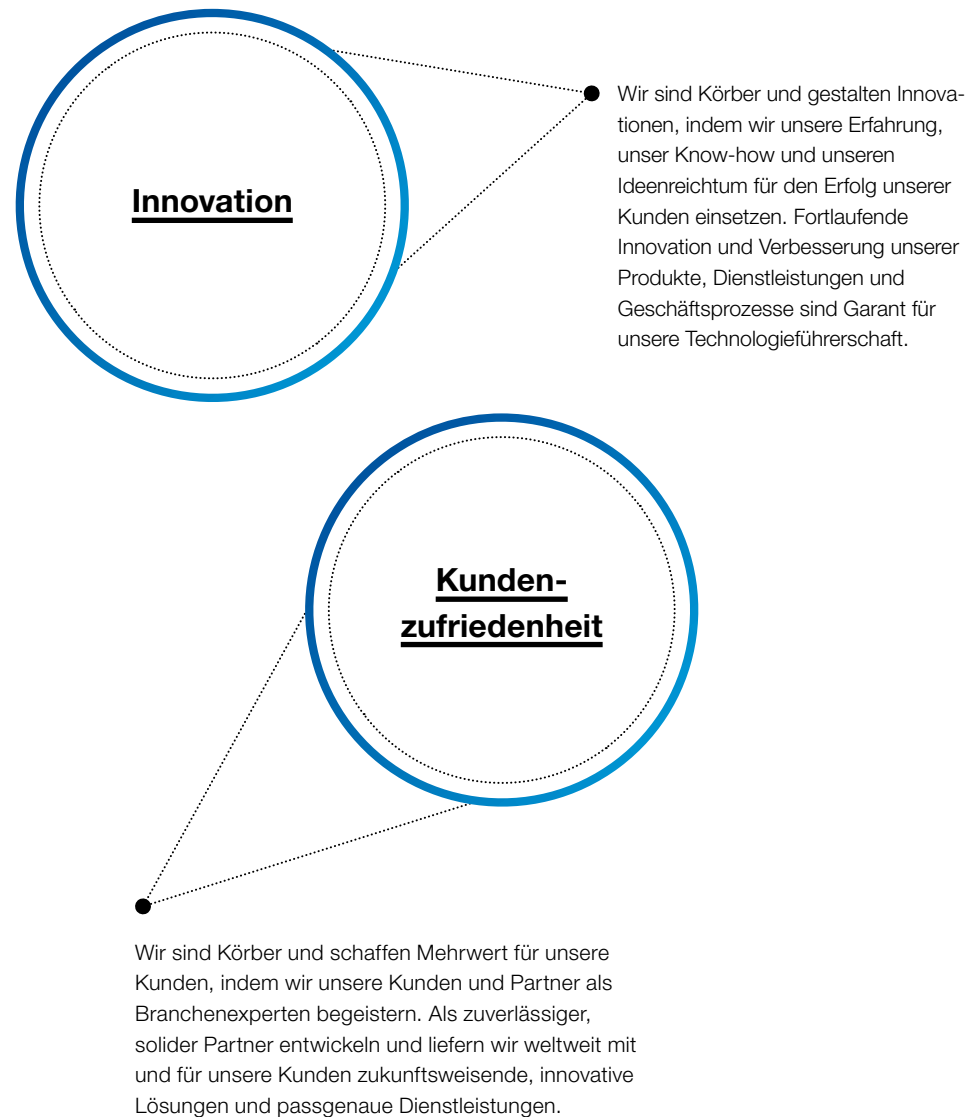 Innovation
Wir sind Körber und gestalten Innova-
tionen, indem wir unsere Erfahrung,
unser Know-how und unseren
Ideenreichtum für den Erfolg unserer
Kunden einsetzen. Fortlaufende
Innovation und Verbesserung unserer
Produkte, Dienstleistungen und
Geschäftsprozesse sind Garant für
unsere Technologieführerschaft.
Kunden-
zufriedenheit
Wir sind Körber und schaffen Mehrwert für unsere
Kunden, indem wir unsere Kunden und Partner als
Branchenexperten begeistern. Als zuverlässiger,
solider Partner entwickeln und liefern wir weltweit mit
und für unsere Kunden zukunftsweisende, innovative
Lösungen und passgenaue Dienstleistungen.